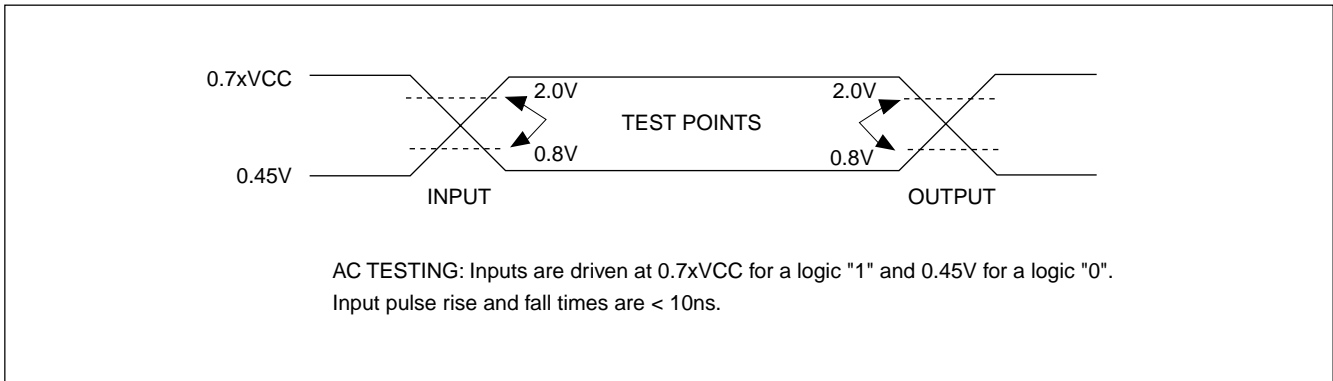 0.7xVCC
2.0V
2.0V
TEST POINTS
0.8V
0.8V
0.45V
INPUT
OUTPUT
AC TESTING: Inputs are driven at 0.7xVCC for a logic "1" and 0.45V for a logic "0".
Input pulse rise and fall times are < 10ns.